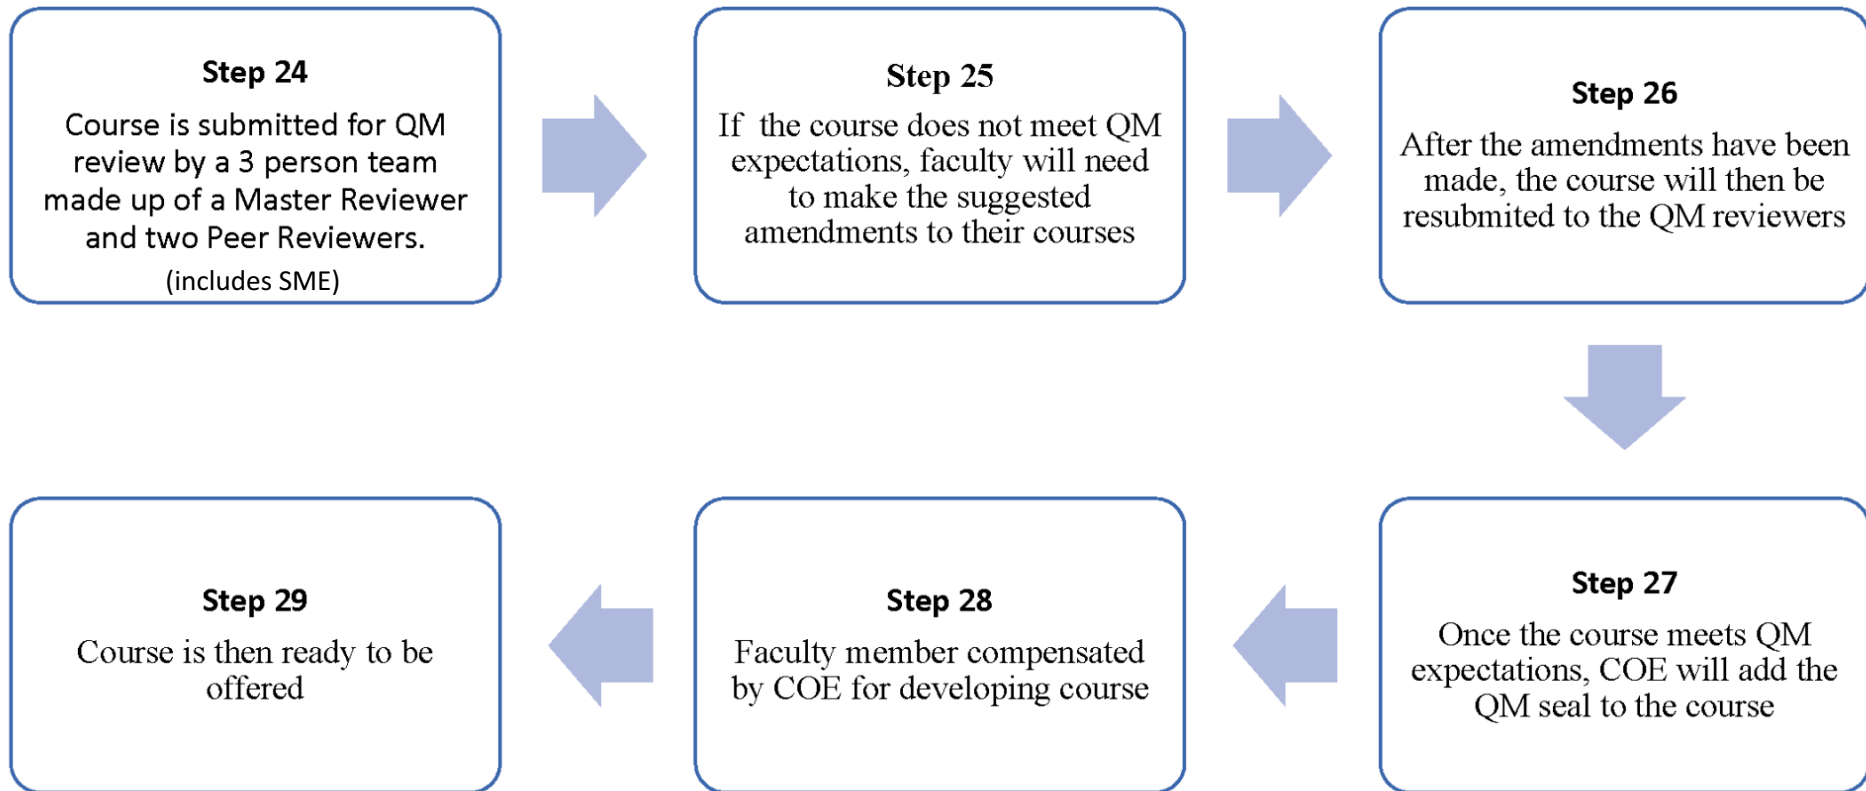 Step 24
Course is submitted for QM
review by a 3 person team
made up of a Master Reviewer
and two Peer Reviewers.
(includes SME)
Step 25
If the course does not meet QM
expectations, faculty will need
to make the suggested
amendments to their courses
Step 26
After the amendments have been
made, the course will then be
resubmited to the QM reviewers
Step 27
Once the course meets QM
expectations, COE will add the
QM seal to the course
Step 28
Faculty member compensated
by COE for developing course
Step 29
Course is then ready to be
offered